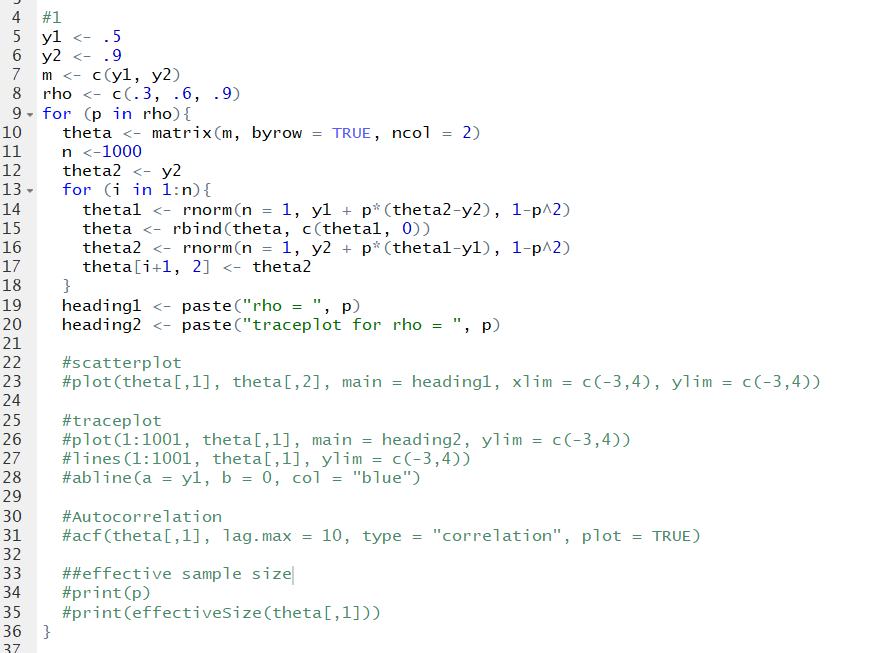 4 #1
5 y1 <- .5
6 y2 <- .9
7 m <- c(y1, y2)
8 rho <- c(.3, .6, .9)
9 for (p in rho){
10   theta <- matrix(m, byrow = TRUE, ncol = 2)
11   n <-1000
12   theta2 <- y2
13   for (i in 1:n){
14     theta1 <- rnorm(n = 1, y1 + p*(theta2-y2), 1-p^2)
15     theta <- rbind(theta, c(theta1, 0))
16     theta2 <- rnorm(n = 1, y2 + p*(theta1-y1), 1-p^2)
17     theta[i+1, 2] <- theta2
18   }
19   heading1 <- paste("rho = ", p)
20   heading2 <- paste("traceplot for rho = ", p)
21
22   #scatterplot
23   #plot(theta[,1], theta[,2], main = heading1, xlim = c(-3,4), ylim = c(-3,4))
24
25   #traceplot
26   #plot(1:1001, theta[,1], main = heading2, ylim = c(-3,4))
27   #lines(1:1001, theta[,1], ylim = c(-3,4))
28   #abline(a = y1, b = 0, col = "blue")
29
30   #Autocorrelation
31   #acf(theta[,1], lag.max = 10, type = "correlation", plot = TRUE)
32
33   ##effective sample size
34   #print(p)
35   #print(effectiveSize(theta[,1]))
36 }
37